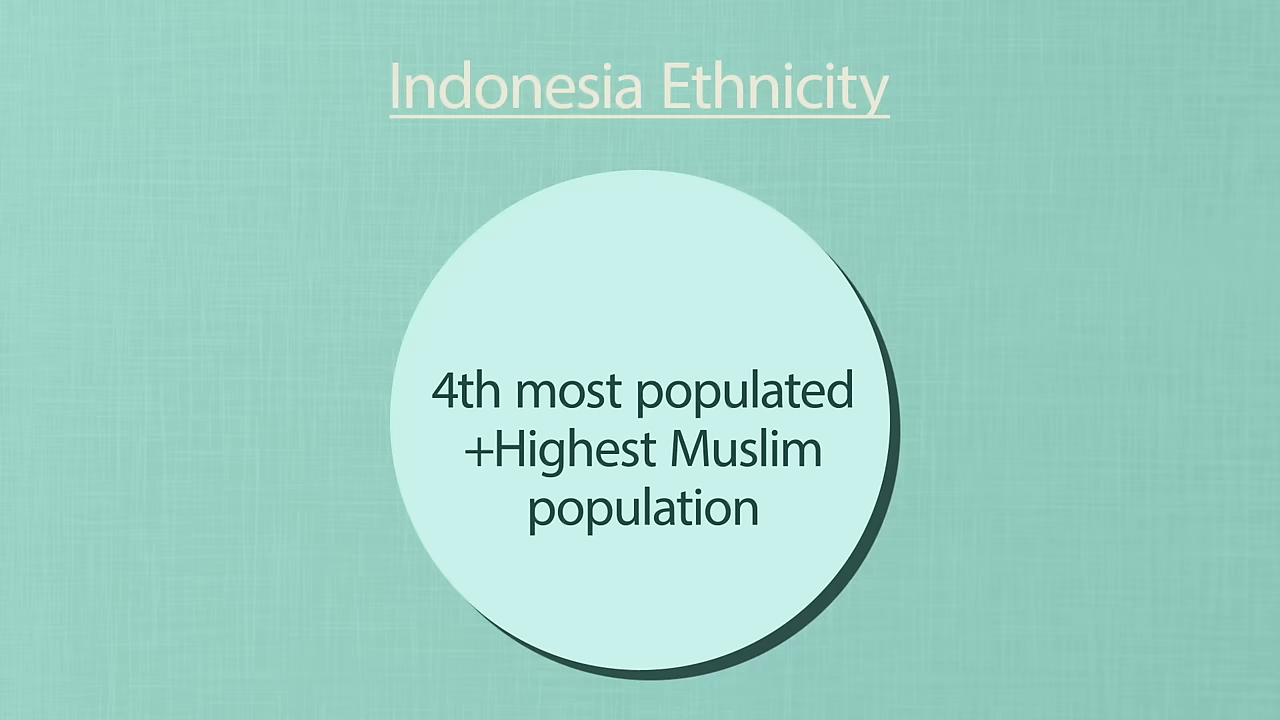 Indonesia Ethnicity
4th most populated
+Highest Muslim
population